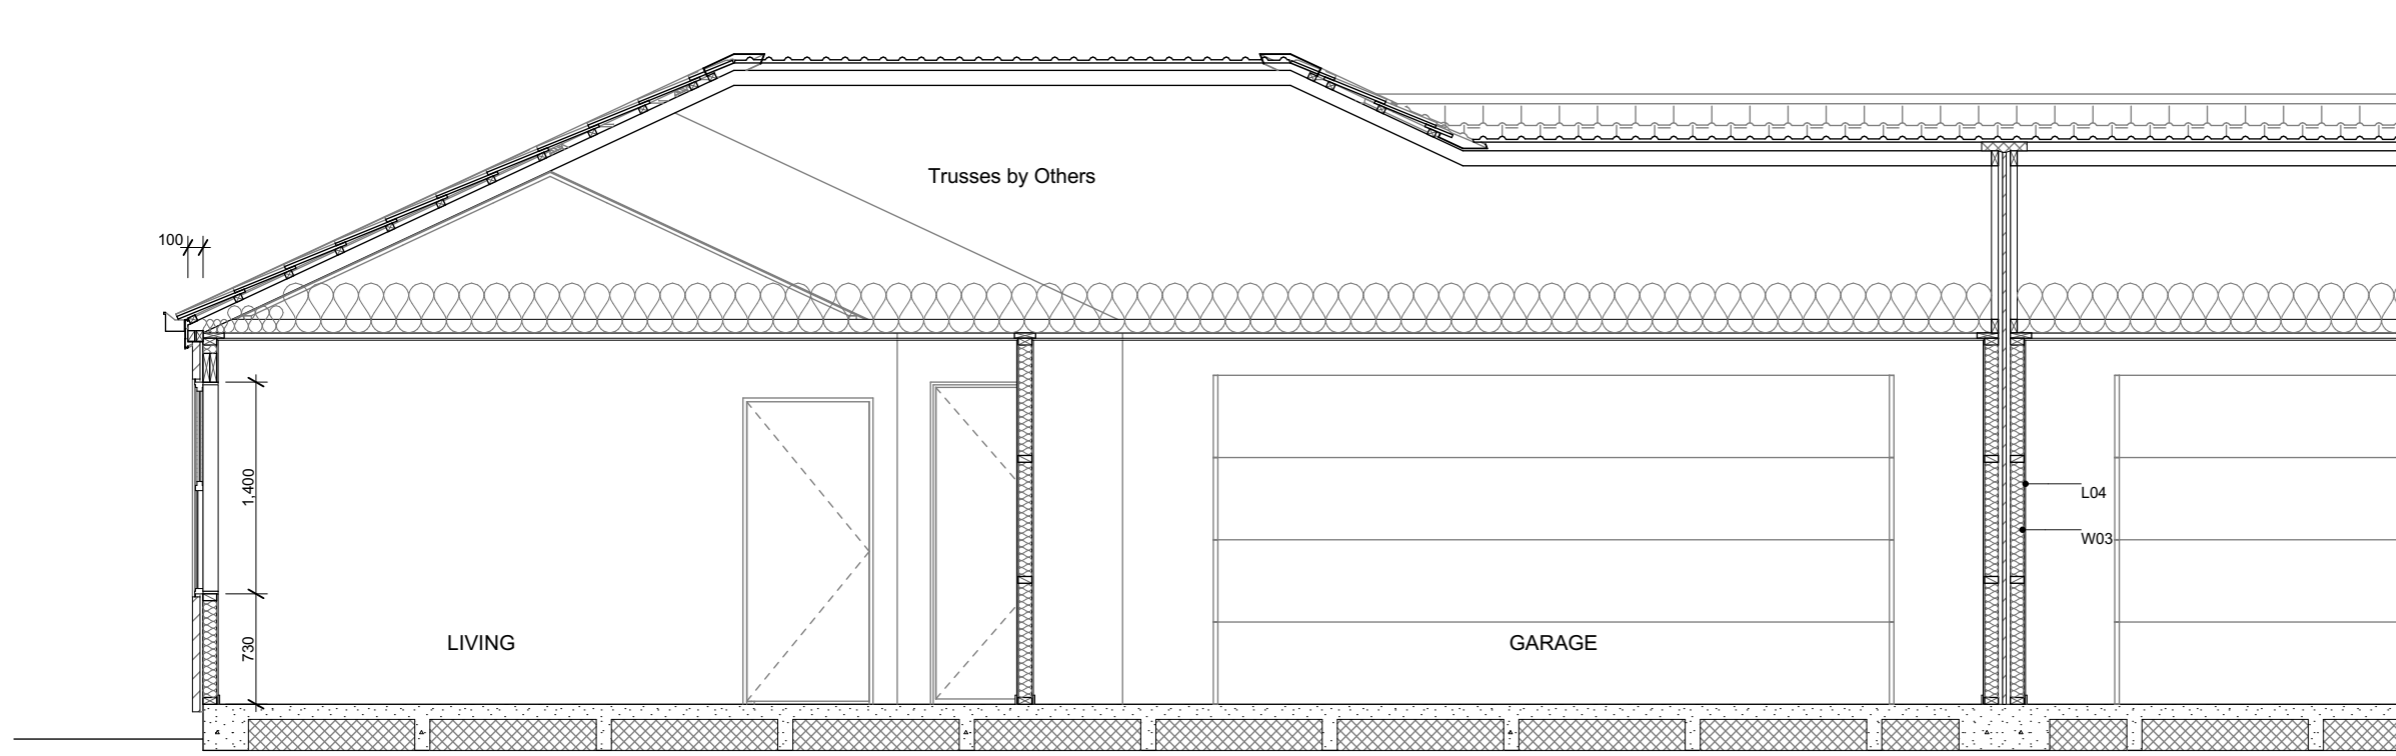 Trusses by Others
100
1,400
L04
W03
730
LIVING
GARAGE